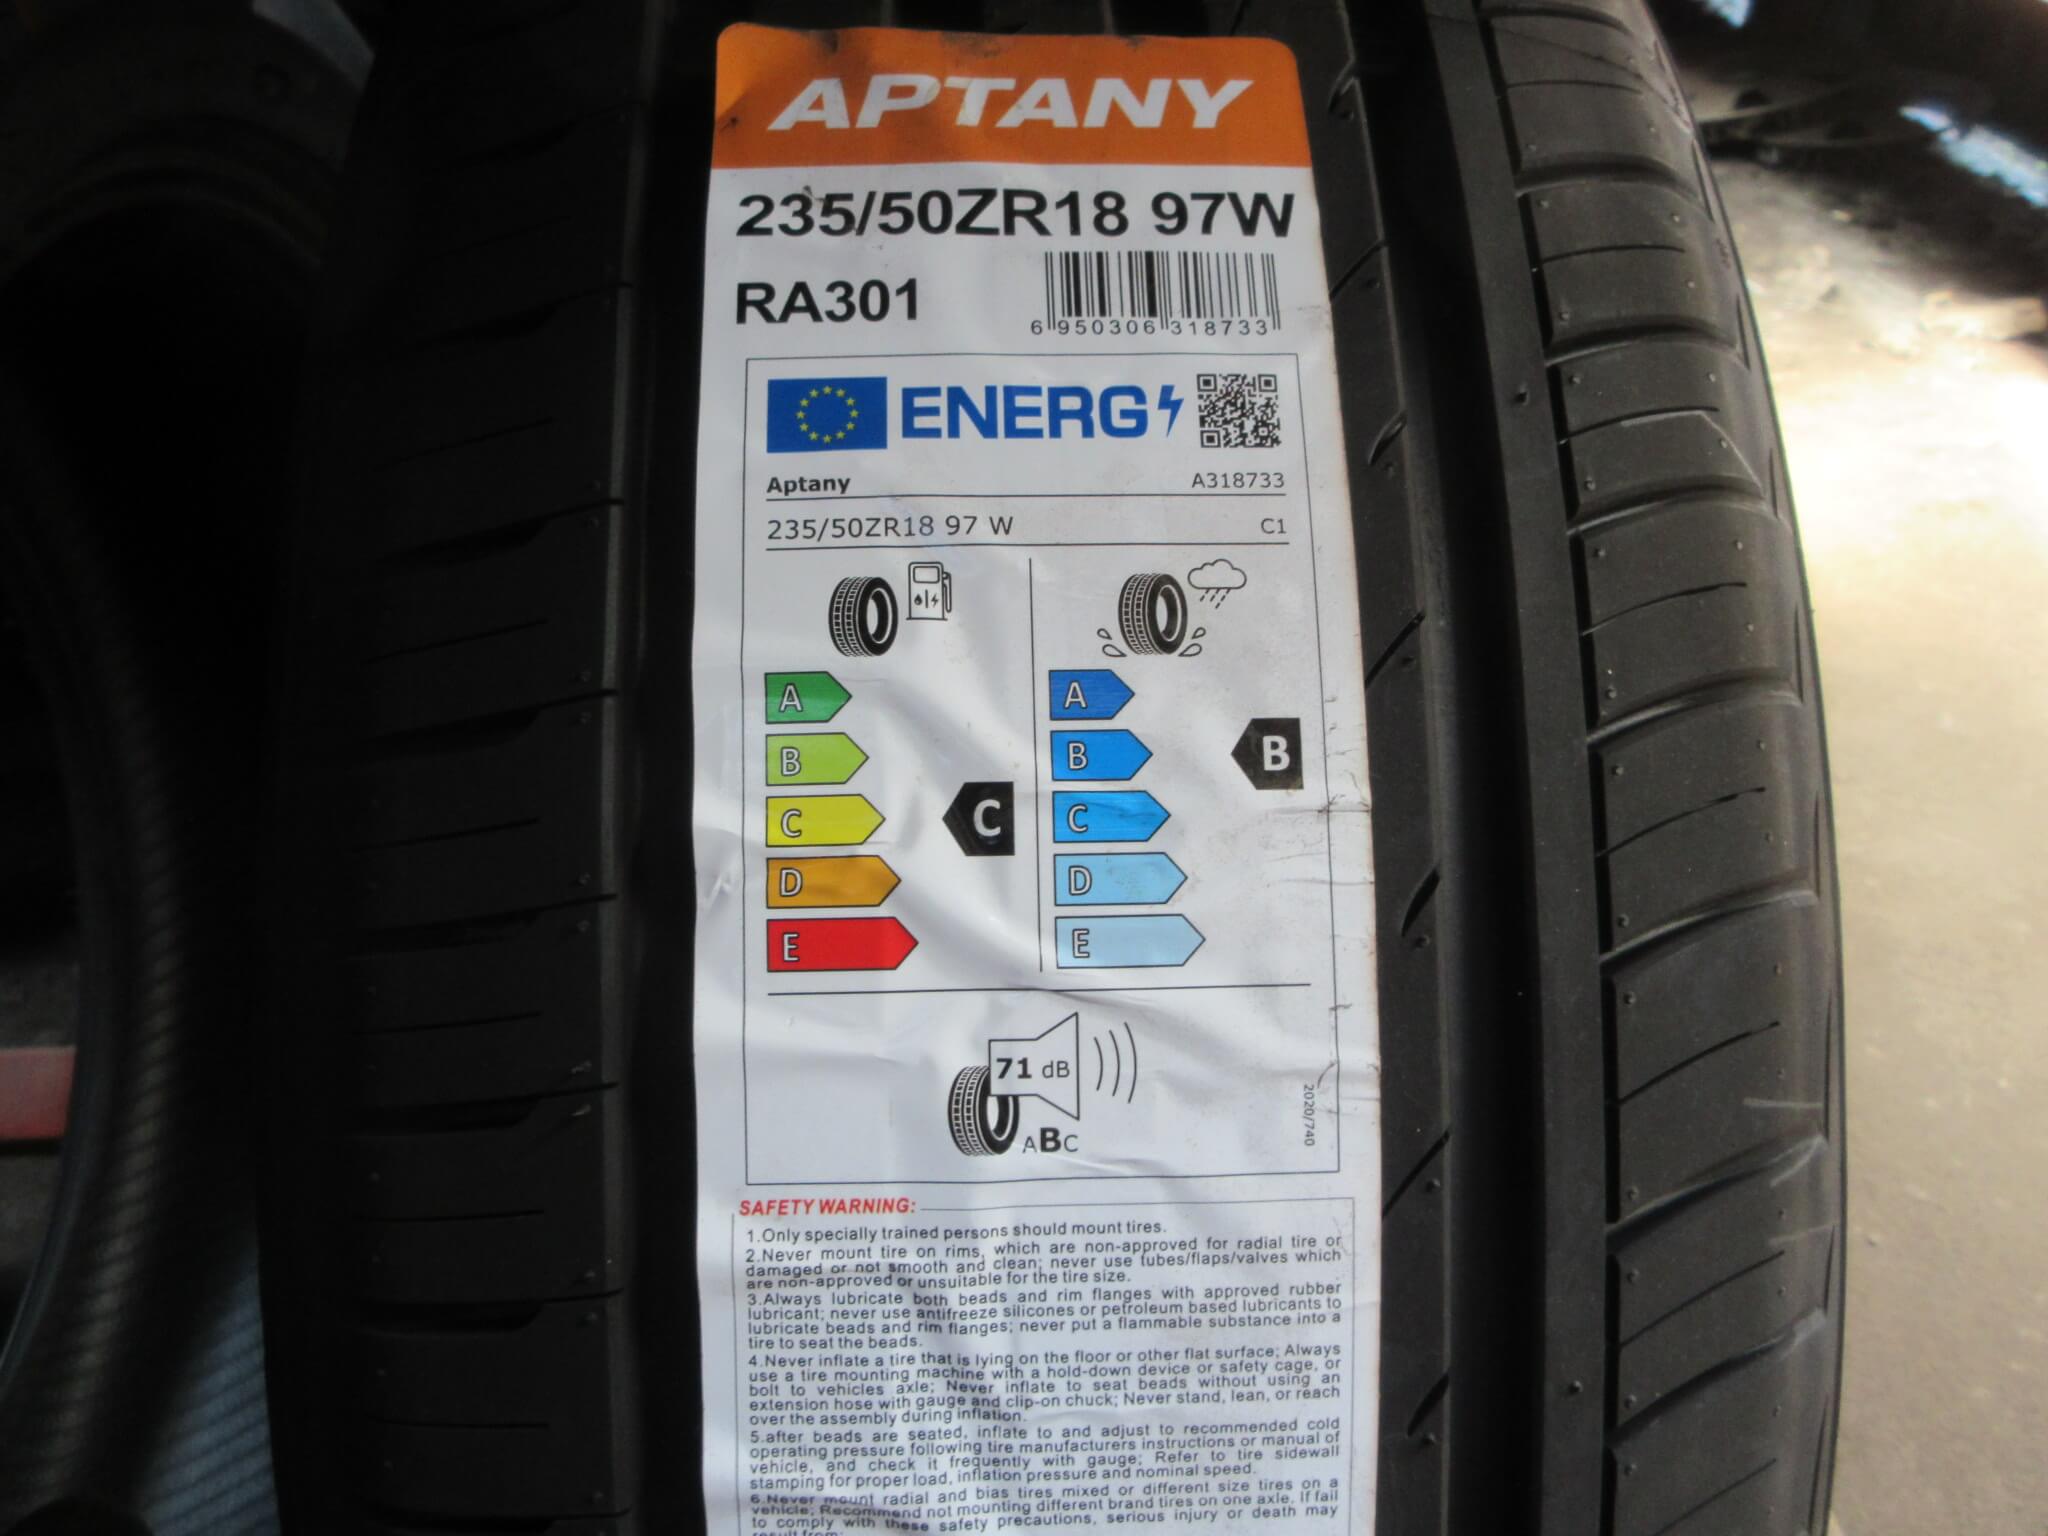 APTANY
235/50ZR18 97W
RA301
6 950306 318733
ENERG
Aptany A318733
235/50ZR18 97 W C1
A A
B B B
C C C
D D
E E
71 dB
ABC
2020/740
SAFETY WARNING:
1.Only specially trained persons should mount tires.
2.Never mount tire on rims, which are non-approved for radial tire or
damaged or not smooth and clean; never use tubes/flaps/valves which
are non-approved or unsuitable for the tire size.
3.Always lubricate both beads and rim flanges with approved rubber
lubricant; never use antifreeze silicones or petroleum based lubricants to
lubricate beads and rim flanges; never put a flammable substance into a
tire to seat the beads.
4.Never inflate a tire that is lying on the floor or other flat surface; Always
use a tire mounting machine with a hold-down device or safety cage, or
bolt to vehicles axle; Never inflate to seat beads without using an
extension hose with gauge and clip-on chuck; Never stand, lean, or reach
over the assembly during inflation.
5.after beads are seated, inflate to and adjust to recommended cold
operating pressure following tire manufacturers instructions or manual of
vehicle, and check it frequently with gauge; Refer to tire sidewall
stamping for proper load, inflation pressure and nominal speed.
6.Never mount radial and bias tires mixed or different size tires on a
vehicle; Recommend not mounting different brand tires on one axle. If fail
to comply with these safety precautions, serious injury or death may
result from: